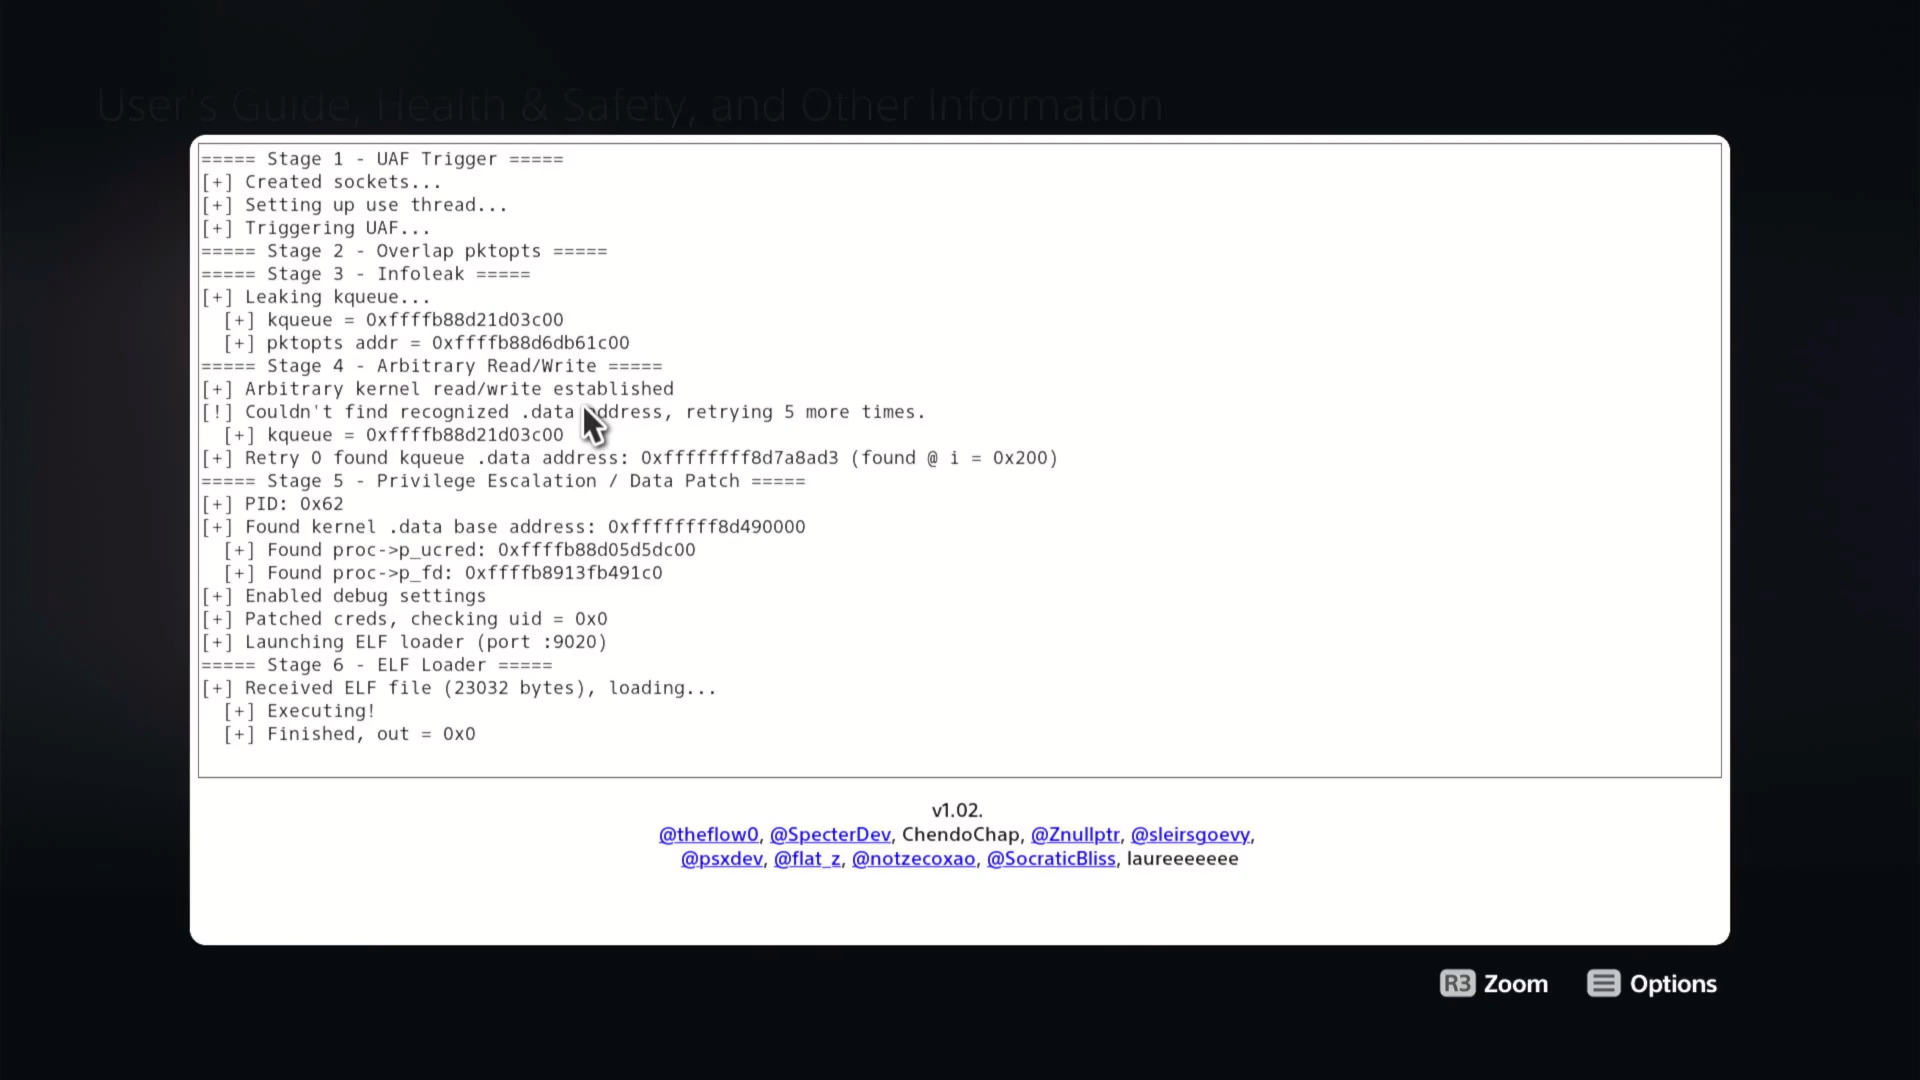 User's Guide, Health & Safety, and Other Information
===== Stage 1 - UAF Trigger =====
[+] Created sockets...
[+] Setting up use thread...
[+] Triggering UAF...
===== Stage 2 - Overlap pktopts =====
===== Stage 3 - Infoleak =====
[+] Leaking kqueue...
[+] kqueue = 0xffffb88d21d03c00
[+] pktopts addr = 0xffffb88d6db61c00
===== Stage 4 - Arbitrary Read/Write =====
[+] Arbitrary kernel read/write established
[!] Couldn't find recognized .data address, retrying 5 more times.
[+] kqueue = 0xffffb88d21d03c00
[+] Retry 0 found kqueue .data address: 0xffffffff8d7a8ad3 (found @ i = 0x200)
===== Stage 5 - Privilege Escalation / Data Patch =====
[+] PID: 0x62
[+] Found kernel .data base address: 0xffffffff8d490000
[+] Found proc->p_ucred: 0xffffb88d05d5dc00
[+] Found proc->p_fd: 0xffffb8913fb491c0
[+] Enabled debug settings
[+] Patched creds, checking uid = 0x0
[+] Launching ELF loader (port :9020)
===== Stage 6 - ELF Loader =====
[+] Received ELF file (23032 bytes), loading...
[+] Executing!
[+] Finished, out = 0x0
v1.02.
@theflow0, @SpecterDev, ChendoChap, @Znullptr, @sleirsgoevy,
@psxdev, @flat_z, @notzecoxao, @SocraticBliss, laureeeeeee
R3 Zoom
Options